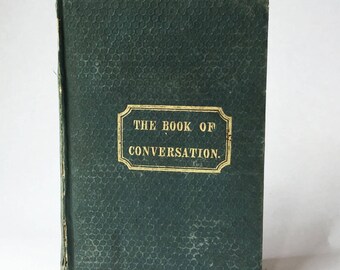 THE BOOK OF
CONVERSATION.